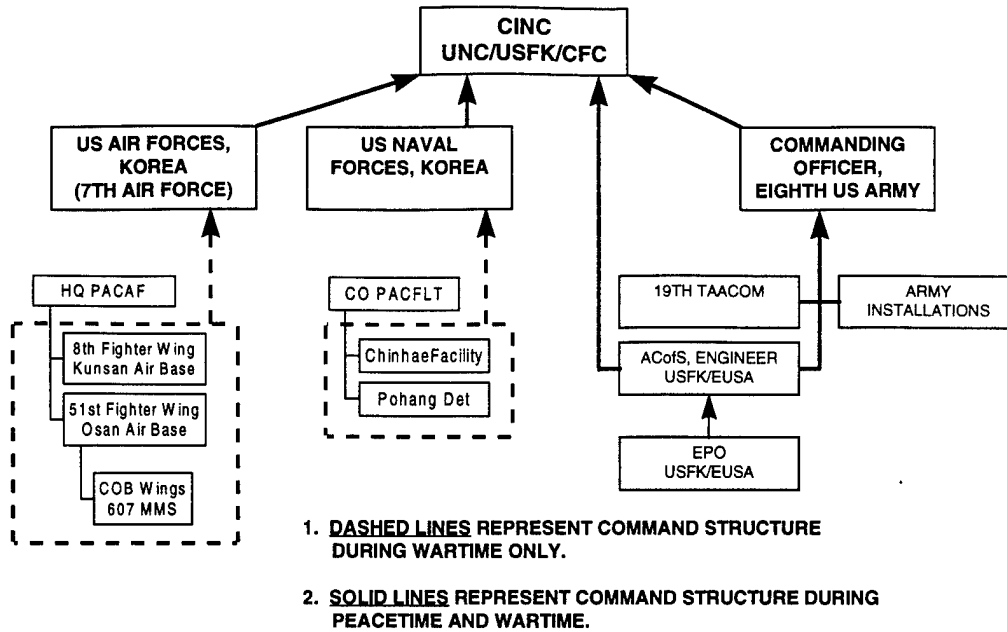 CINC
UNC/USFK/CFC
US AIR FORCES,
KOREA
(7TH AIR FORCE)
US NAVAL
FORCES, KOREA
COMMANDING
OFFICER,
EIGHTH US ARMY
HQ PACAF
8th Fighter Wing
Kunsan Air Base
51st Fighter Wing
Osan Air Base
COB Wings
607 MMS
CO PACFLT
ChinhaeFacility
Pohang Det
19TH TAACOM
ARMY
INSTALLATIONS
ACofS, ENGINEER
USFK/EUSA
EPO
USFK/EUSA
1. DASHED LINES REPRESENT COMMAND STRUCTURE
DURING WARTIME ONLY.
2. SOLID LINES REPRESENT COMMAND STRUCTURE DURING
PEACETIME AND WARTIME.